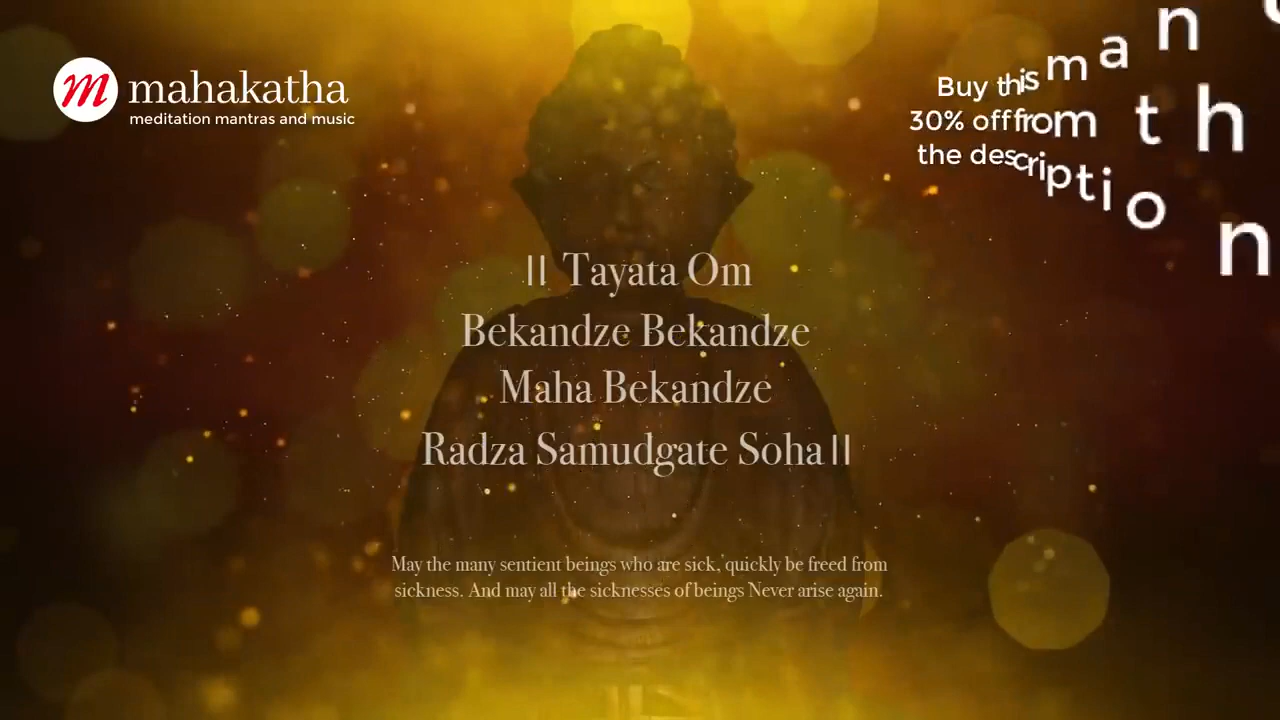 mahakatha
meditation mantras and music
Buy this man
30% off from th
the description
|| Tayata Om
Bekandze Bekandze
Maha Bekandze
Radza Samudgate Soha ||
May the many sentient beings who are sick, quickly be freed from
sickness. And may all the sicknesses of beings Never arise again.